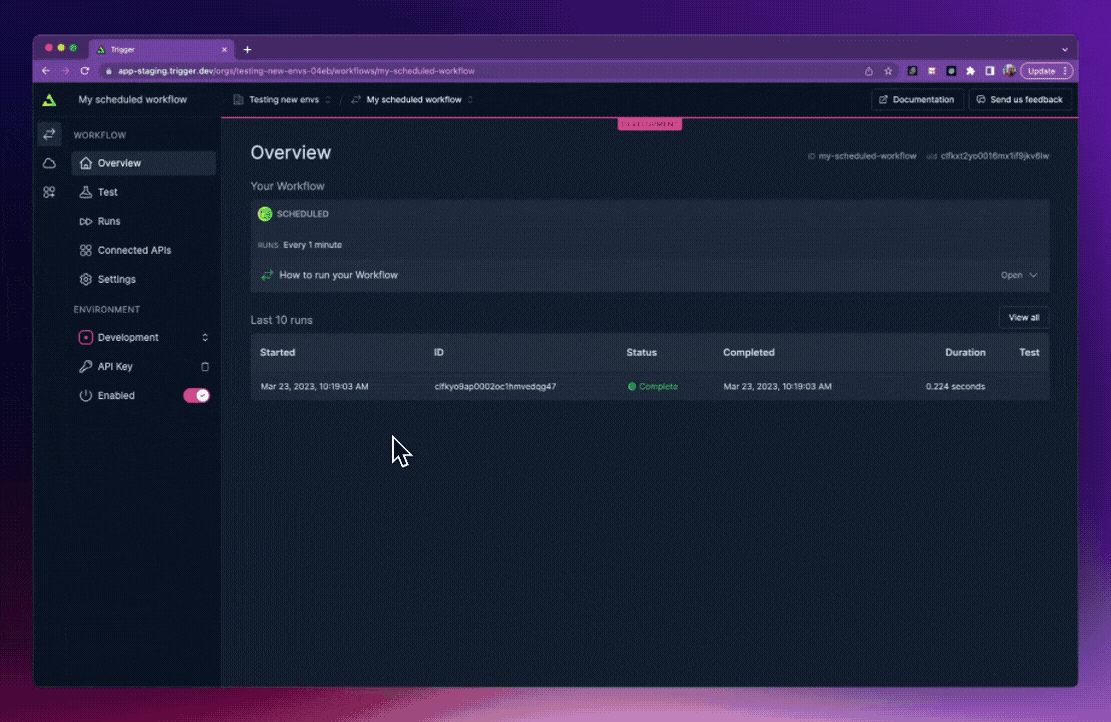 Trigger
app-staging.trigger.dev/orgs/testing-new-envs-04eb/workflows/my-scheduled-workflow
Update
My scheduled workflow
Testing new envs / My scheduled workflow
Documentation
Send us feedback
DEVELOPMENT
WORKFLOW
Overview
Test
Runs
Connected APIs
Settings
ENVIRONMENT
Development
API Key
Enabled
Overview
ID my-scheduled-workflow uid
Your Workflow
SCHEDULED
RUNS Every 1 minute
How to run your Workflow
Open
Last 10 runs
View all
Started ID Status Completed Duration Test
Mar 23, 2023, 10:19:03 AM clfkyo9ap0002oc1hmvedqg47 Complete Mar 23, 2023, 10:19:03 AM 0.224 seconds